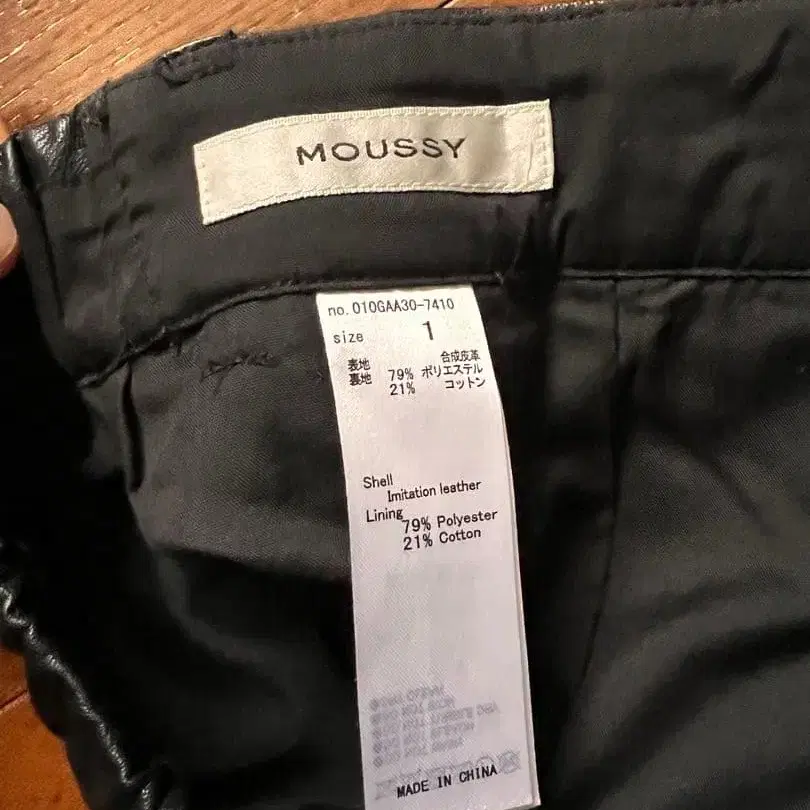 MOUSSY
no.010GAA30-7410
size 1
表地 合成皮革
裏地 79% ポリエステル
21% コットン
Shell
Imitation leather
Lining
79% Polyester
21% Cotton
MADE IN CHINA